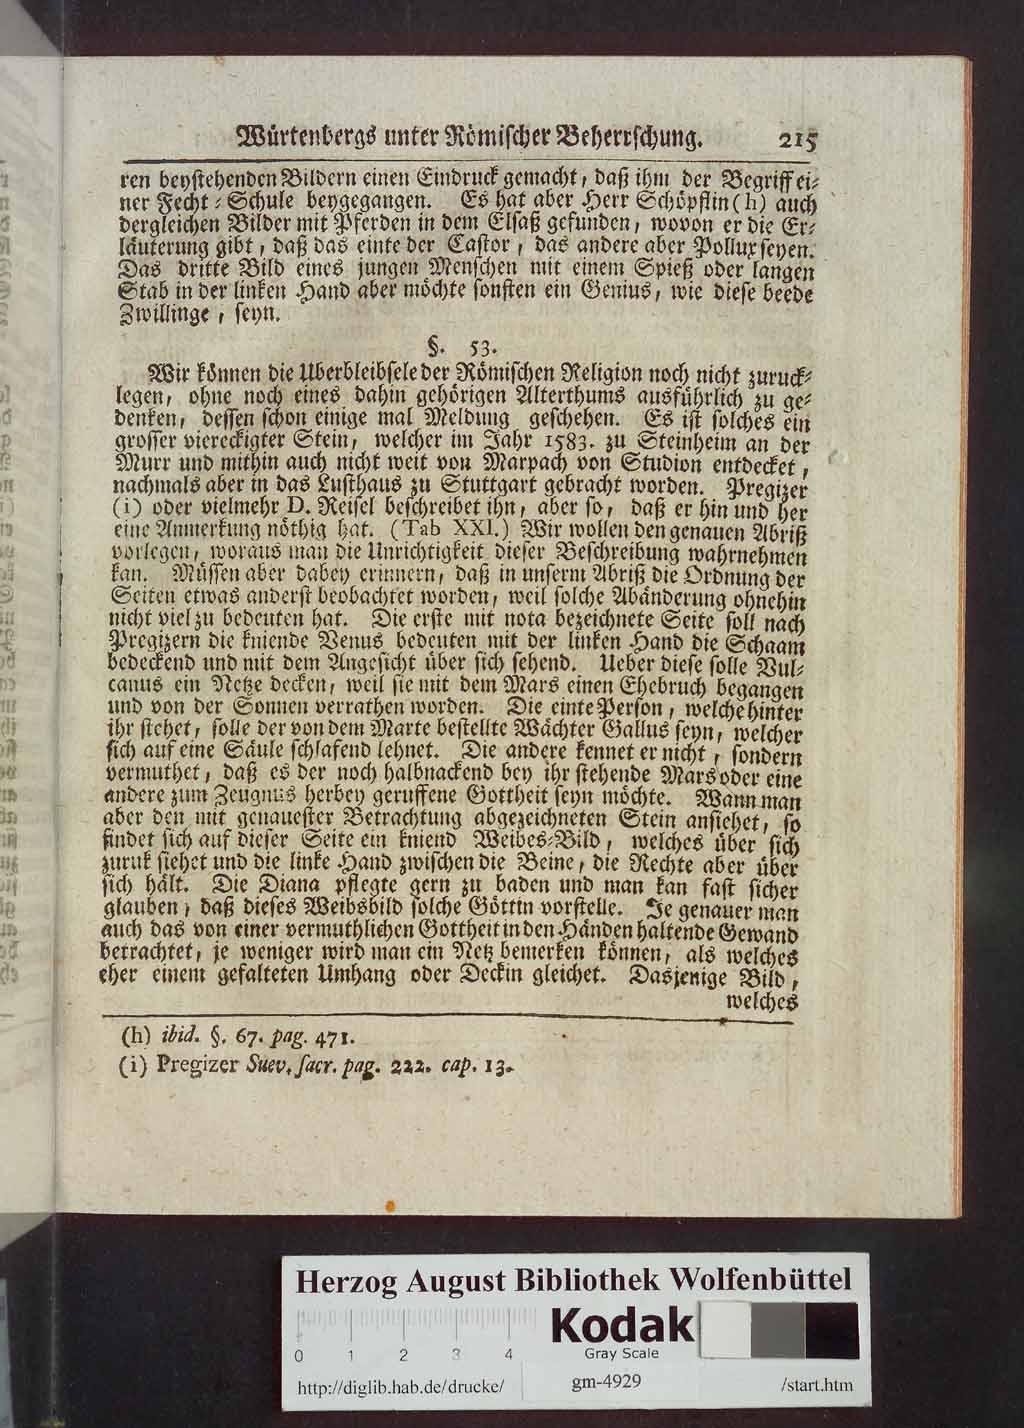 Würtenbergs unter Römischer Beherrschung. 215
ren beystehenden Bildern einen Eindruck gemacht, daß ihm der Begriff ei-
ner Fecht-Schule beygegangen. Es hat aber Herr Schöpflin (h) auch
dergleichen Bilder mit Pferden in dem Elsaß gefunden, wovon er die Er-
läuterung gibt, daß das einte der Castor, das andere aber Pollux seyen.
Das dritte Bild eines jungen Menschen mit einem Spieß oder langen
Stab in der linken Hand aber möchte sonsten ein Genius, wie diese beede
Zwillinge, seyn.
§. 53.
Wir können die Uberbleibsele der Römischen Religion noch nicht zuruck-
legen, ohne noch eines dahin gehörigen Alterthums ausführlich zu ge-
denken, dessen schon einige mal Meldung geschehen. Es ist solches ein
grosser viereckigter Stein, welcher im Jahr 1583. zu Steinheim an der
Murr und mithin auch nicht weit von Marpach von Studion entdecket,
nachmals aber in das Lusthaus zu Stuttgart gebracht worden. Pregizer
(i) oder vielmehr D. Reisel beschreibet ihn, aber so, daß er hin und her
eine Anmerkung nöthig hat. (Tab XXI.) Wir wollen den genauen Abriß
vorlegen, woraus man die Unrichtigkeit dieser Beschreibung wahrnehmen
kan. Müssen aber dabey erinnern, daß in unserm Abriß die Ordnung der
Seiten etwas anderst beobachtet worden, weil solche Abänderung ohnehin
nicht viel zu bedeuten hat. Die erste mit nota bezeichnete Seite soll nach
Pregizern die kniende Venus bedeuten mit der linken Hand die Schaam
bedeckend und mit dem Angesicht über sich sehend. Ueber diese solle Vul-
canus ein Netze decken, weil sie mit dem Mars einen Ehebruch begangen
und von der Sonnen verrathen worden. Die einte Person, welche hinter
ihr stehet, solle der von dem Marte bestellte Wächter Gallus seyn, welcher
sich auf eine Säule schlafend lehnet. Die andere kennet er nicht, sondern
vermuthet, daß es der noch halbnackend bey ihr stehende Mars oder eine
andere zum Zeugnus herbey geruffene Gottheit seyn möchte. Wann man
aber den mit genauester Betrachtung abgezeichneten Stein ansiehet, so
findet sich auf dieser Seite ein kniend Weibes-Bild, welches über sich
zuruk siehet und die linke Hand zwischen die Beine, die Rechte aber über
sich hält. Die Diana pflegte gern zu baden und man kan fast sicher
glauben, daß dieses Weibsbild solche Göttin vorstelle. Je genauer man
auch das von einer vermuthlichen Gottheit in den Händen haltende Gewand
betrachtet, je weniger wird man ein Netz bemerken können, als welches
eher einem gefalteten Umhang oder Deckin gleichet. Dasjenige Bild,
welches
(h) ibid. §. 67. pag. 471.
(i) Pregizer Suev. sacr. pag. 222. cap. 13.
Herzog August Bibliothek Wolfenbüttel
Kodak
Gray Scale
0 1 2 3 4
http://diglib.hab.de/drucke/ gm-4929 /start.htm